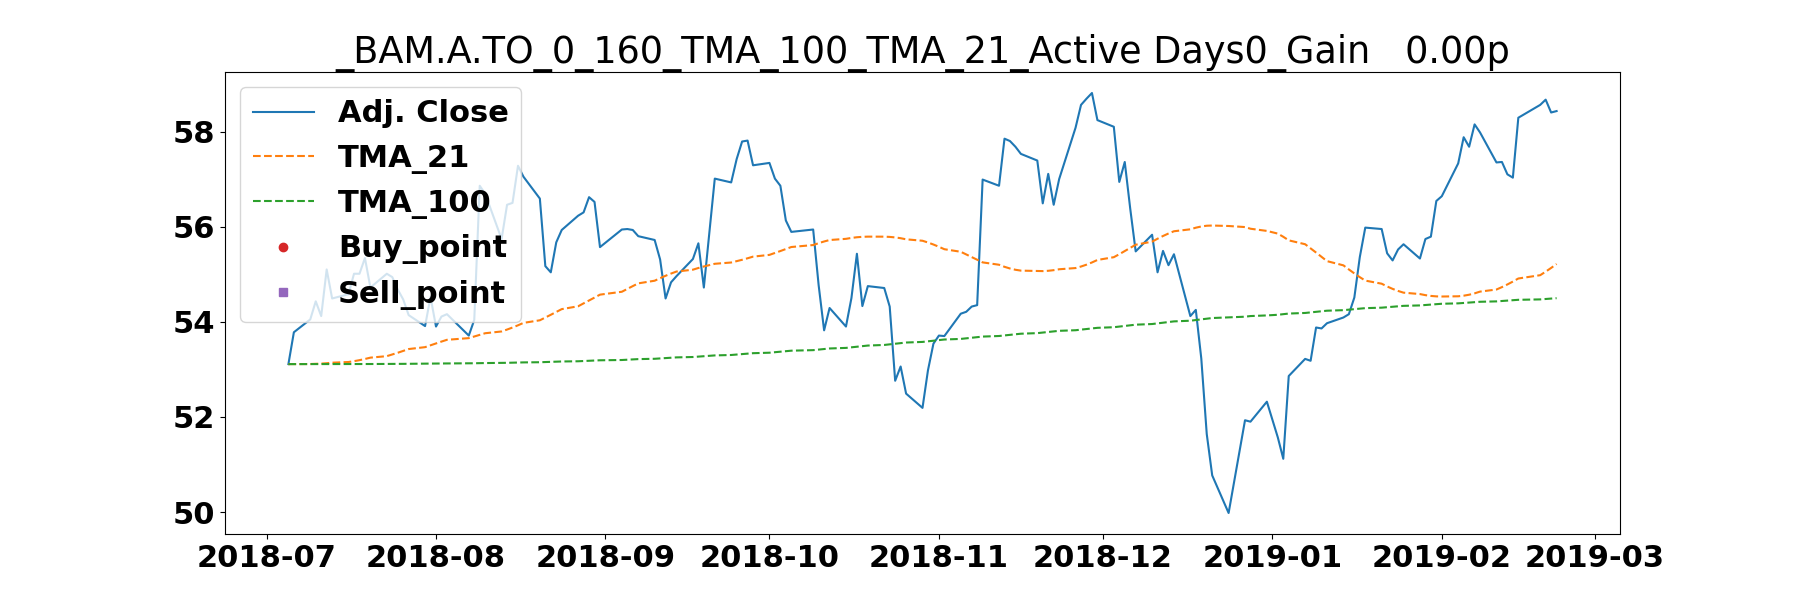 _BAM.A.TO_0_160_TMA_100_TMA_21_Active Days0_Gain   0.00p
Adj. Close
TMA_21
TMA_100
Buy_point
Sell_point
58
56
54
52
50
2018-07 2018-08 2018-09 2018-10 2018-11 2018-12 2019-01 2019-02 2019-03